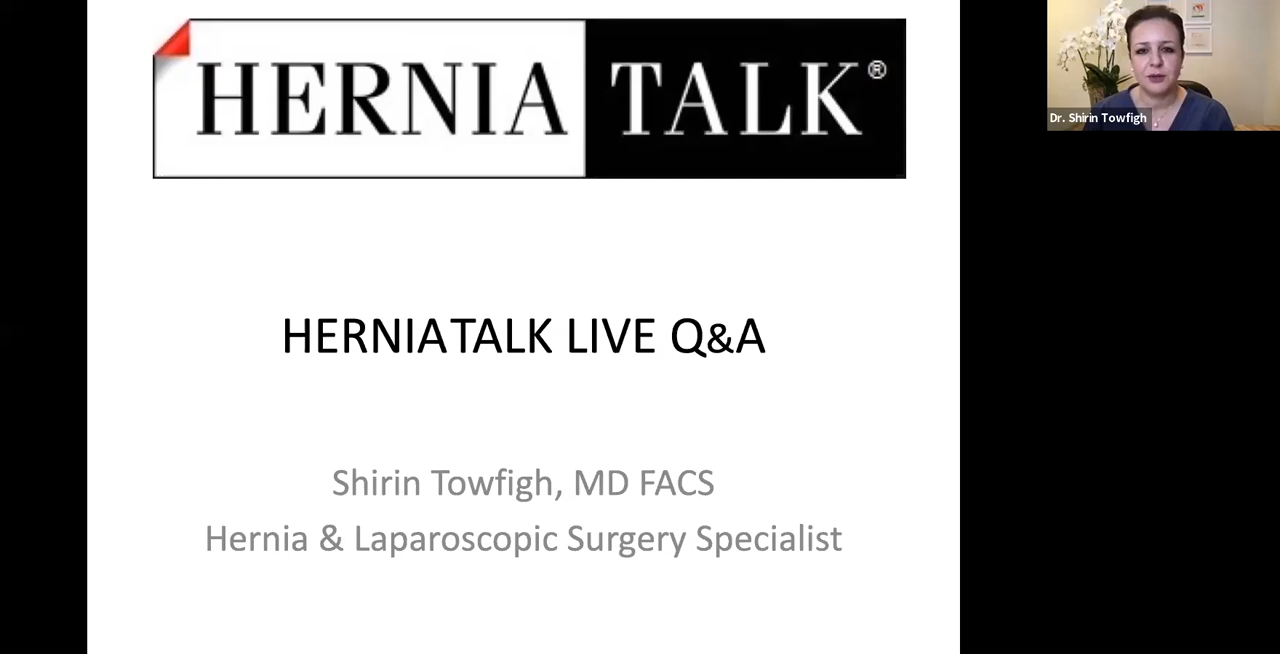 HERNIA TALK®
Dr. Shirin Towfigh
HERNIATALK LIVE Q&A
Shirin Towfigh, MD FACS
Hernia & Laparoscopic Surgery Specialist